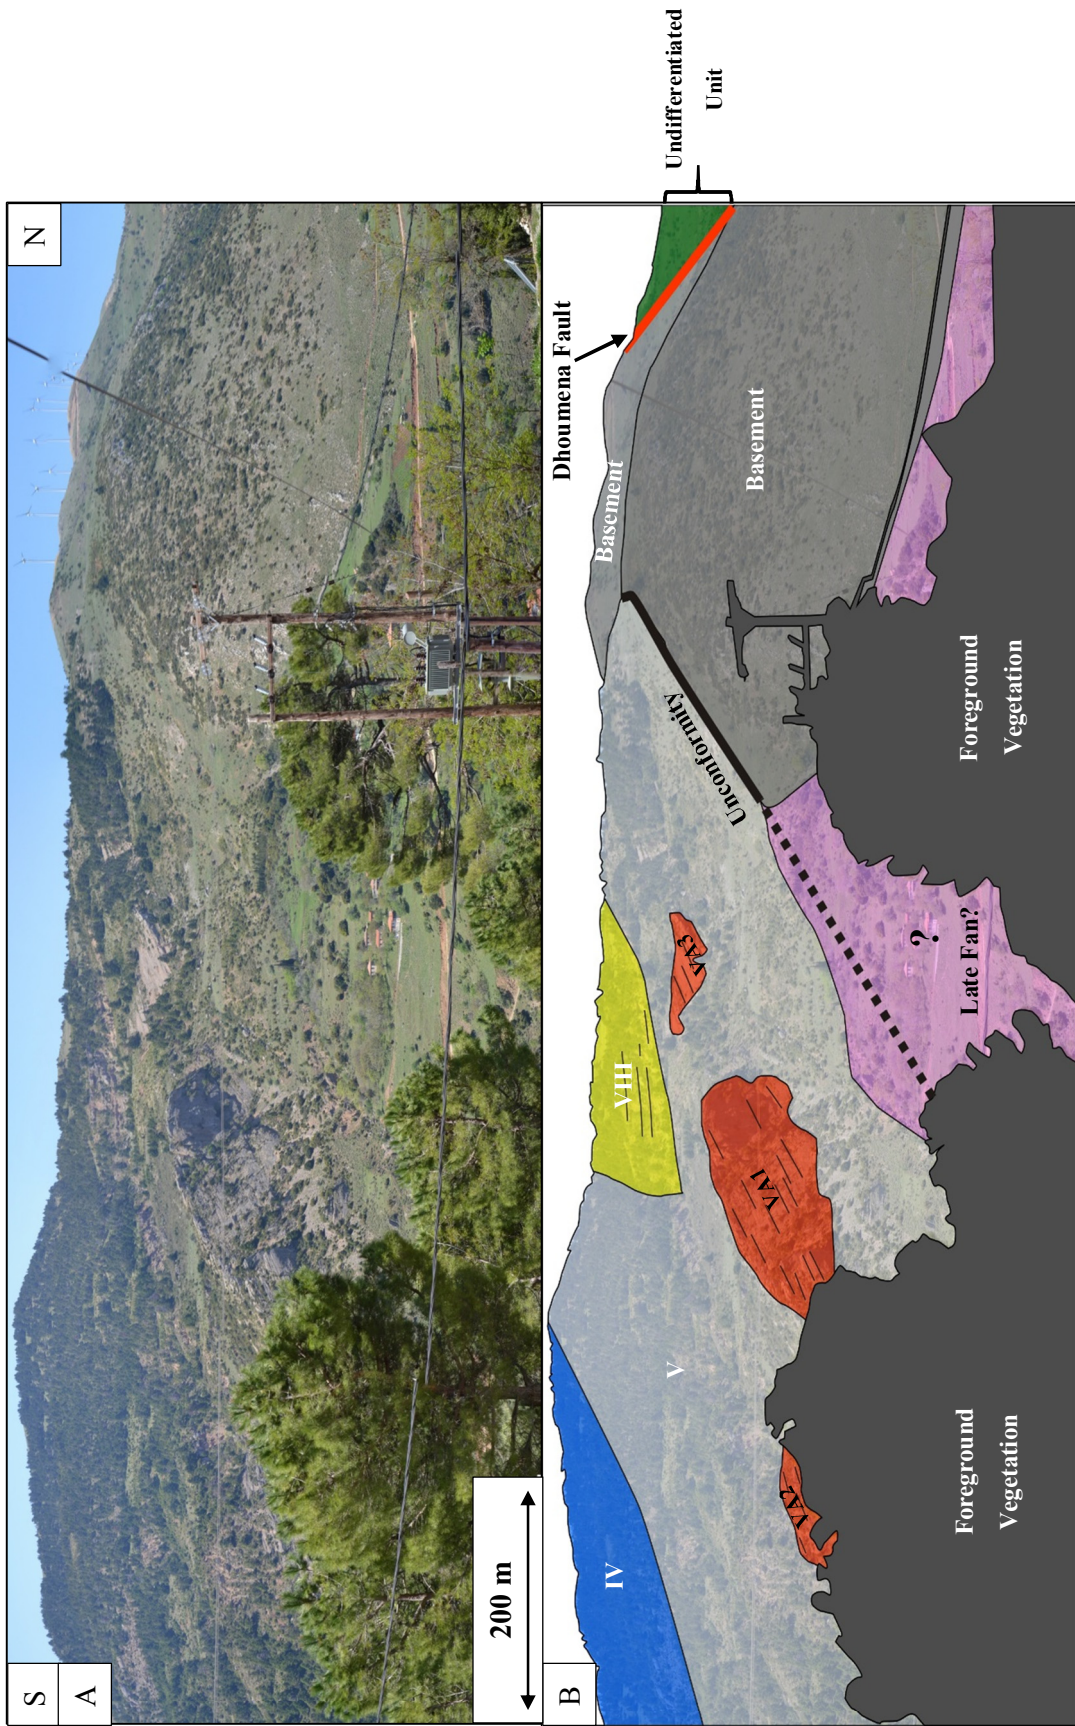 S
N
A
200 m
B
Dhoumena Fault
Undifferentiated
Unit
Basement
Basement
Unconformity
VIII
VA3
IV
V
VA1
VA2
?
Late Fan?
Foreground
Vegetation
Foreground
Vegetation